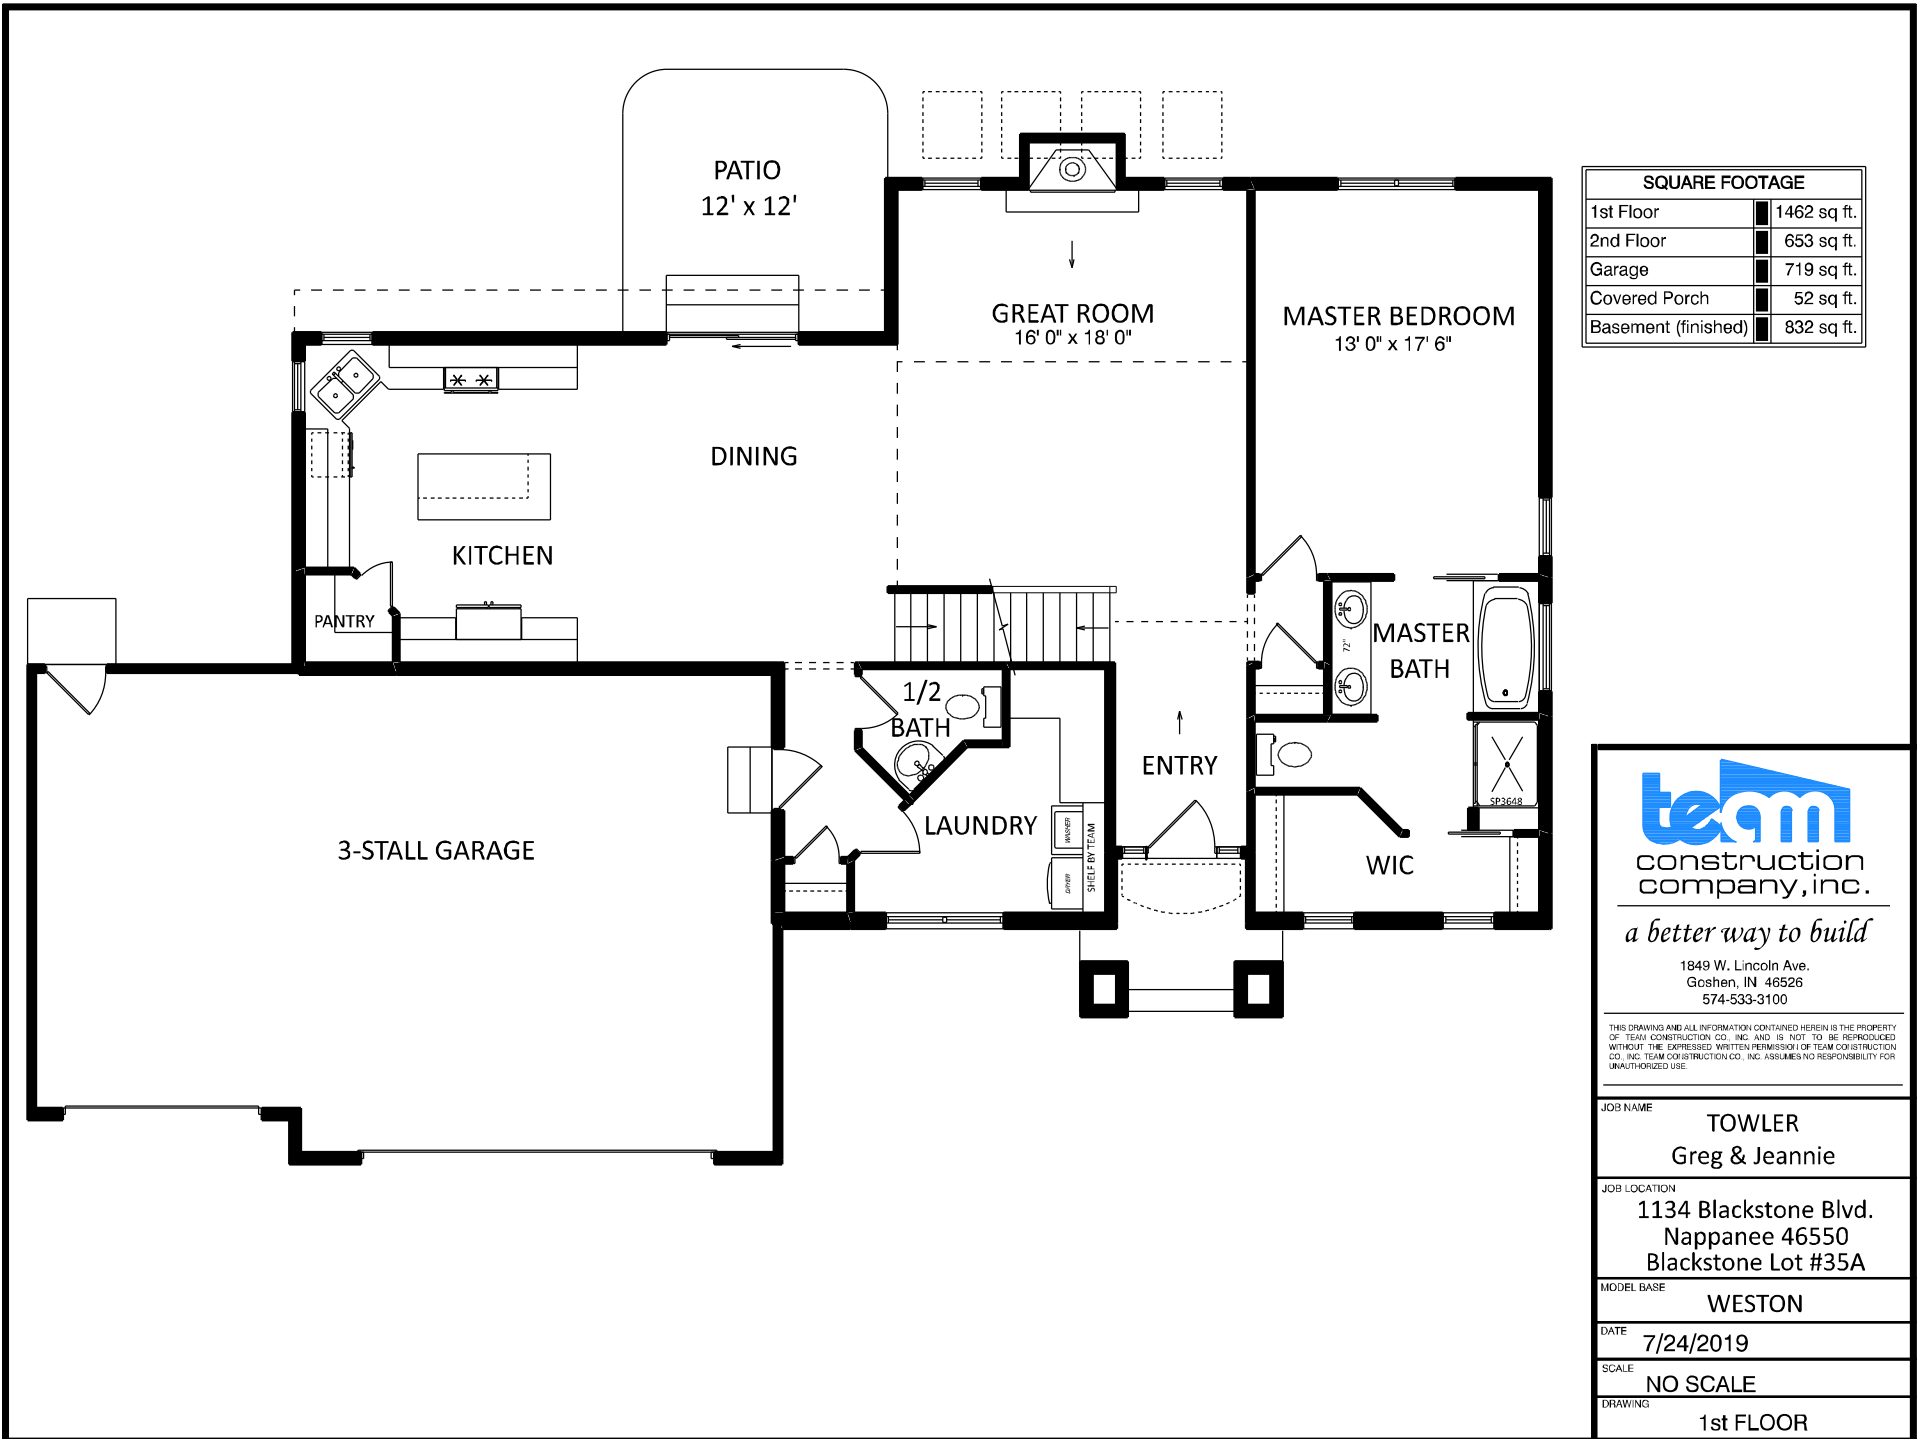 PATIO
12' x 12'
GREAT ROOM
16' 0" x 18' 0"
MASTER BEDROOM
13' 0" x 17' 6"
DINING
KITCHEN
PANTRY
1/2
BATH
MASTER
BATH
72"
ENTRY
LAUNDRY
WASHER
DRYER
SHELF BY TEAM
SP3648
WIC
3-STALL GARAGE
SQUARE FOOTAGE
1st Floor 1462 sq ft.
2nd Floor 653 sq ft.
Garage 719 sq ft.
Covered Porch 52 sq ft.
Basement (finished) 832 sq ft.
team
construction
company,inc.
a better way to build
1849 W. Lincoln Ave.
Goshen, IN 46526
574-533-3100
THIS DRAWING AND ALL INFORMATION CONTAINED HEREIN IS THE PROPERTY
OF TEAM CONSTRUCTION CO., INC. AND IS NOT TO BE REPRODUCED
WITHOUT THE EXPRESSED WRITTEN PERMISSION OF TEAM CONSTRUCTION
CO., INC. TEAM CONSTRUCTION CO., INC. ASSUMES NO RESPONSIBILITY FOR
UNAUTHORIZED USE.
JOB NAME
TOWLER
Greg & Jeannie
JOB LOCATION
1134 Blackstone Blvd.
Nappanee 46550
Blackstone Lot #35A
MODEL BASE
WESTON
DATE
7/24/2019
SCALE
NO SCALE
DRAWING
1st FLOOR